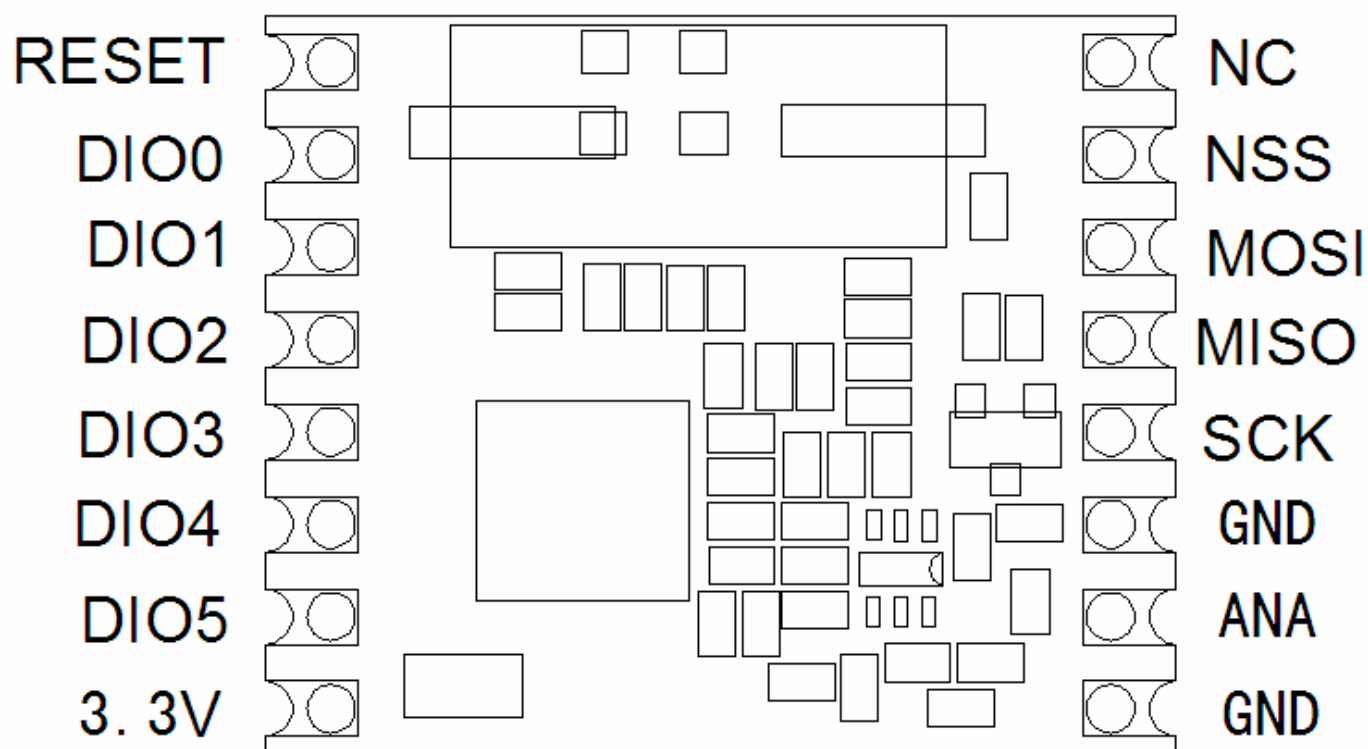 RESET NC
DIO0 NSS
DIO1 MOSI
DIO2 MISO
DIO3 SCK
DIO4 GND
DIO5 ANA
3.3V GND